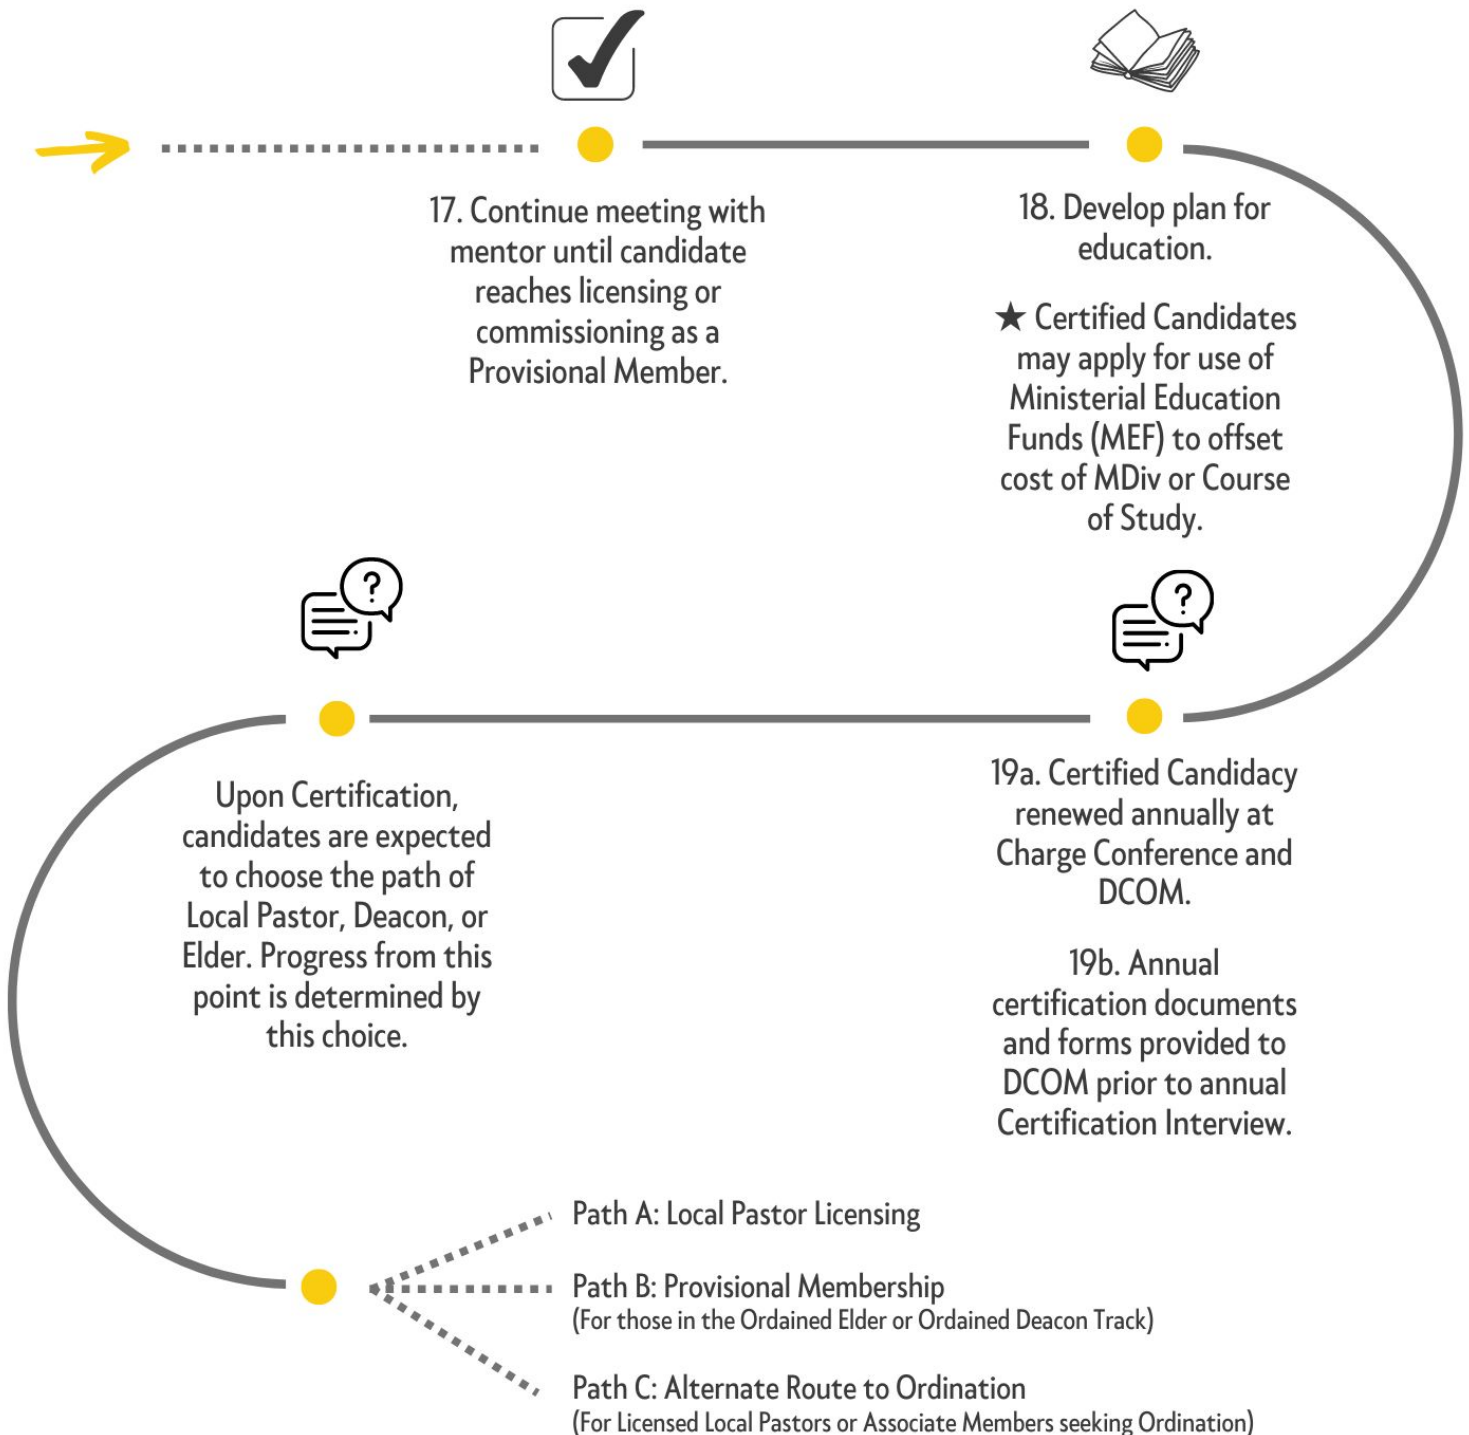 17. Continue meeting with
mentor until candidate
reaches licensing or
commissioning as a
Provisional Member.
18. Develop plan for
education.
★ Certified Candidates
may apply for use of
Ministerial Education
Funds (MEF) to offset
cost of MDiv or Course
of Study.
?
?
19a. Certified Candidacy
renewed annually at
Charge Conference and
DCOM.
19b. Annual
certification documents
and forms provided to
DCOM prior to annual
Certification Interview.
Upon Certification,
candidates are expected
to choose the path of
Local Pastor, Deacon, or
Elder. Progress from this
point is determined by
this choice.
Path A: Local Pastor Licensing
Path B: Provisional Membership
(For those in the Ordained Elder or Ordained Deacon Track)
Path C: Alternate Route to Ordination
(For Licensed Local Pastors or Associate Members seeking Ordination)